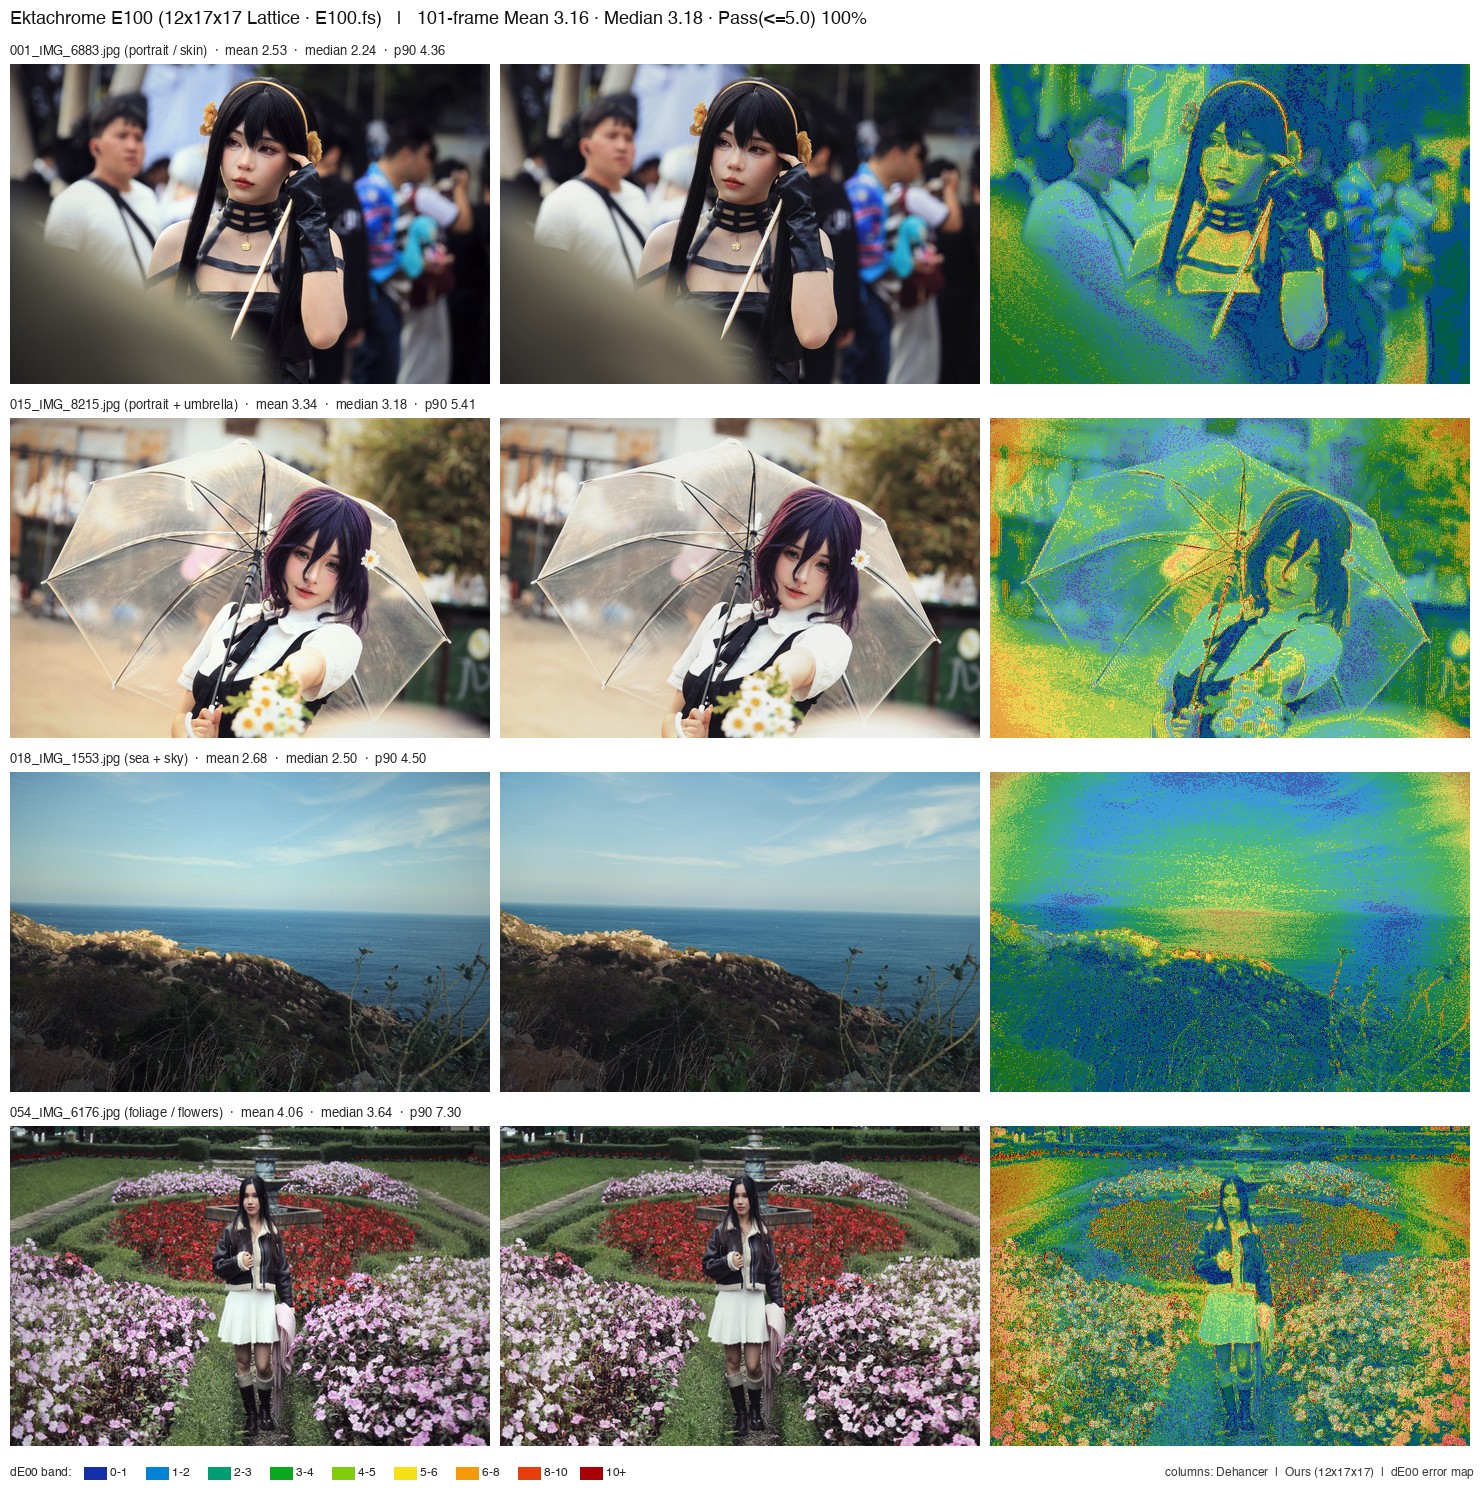 Ektachrome E100 (12x17x17 Lattice · E100.fs) | 101-frame Mean 3.16 · Median 3.18 · Pass(<=5.0) 100%
001_IMG_6883.jpg (portrait / skin) · mean 2.53 · median 2.24 · p90 4.36
015_IMG_8215.jpg (portrait + umbrella) · mean 3.34 · median 3.18 · p90 5.41
018_IMG_1553.jpg (sea + sky) · mean 2.68 · median 2.50 · p90 4.50
054_IMG_6176.jpg (foliage / flowers) · mean 4.06 · median 3.64 · p90 7.30
dE00 band: 0-1 1-2 2-3 3-4 4-5 5-6 6-8 8-10 10+ columns: Dehancer | Ours (12x17x17) | dE00 error map